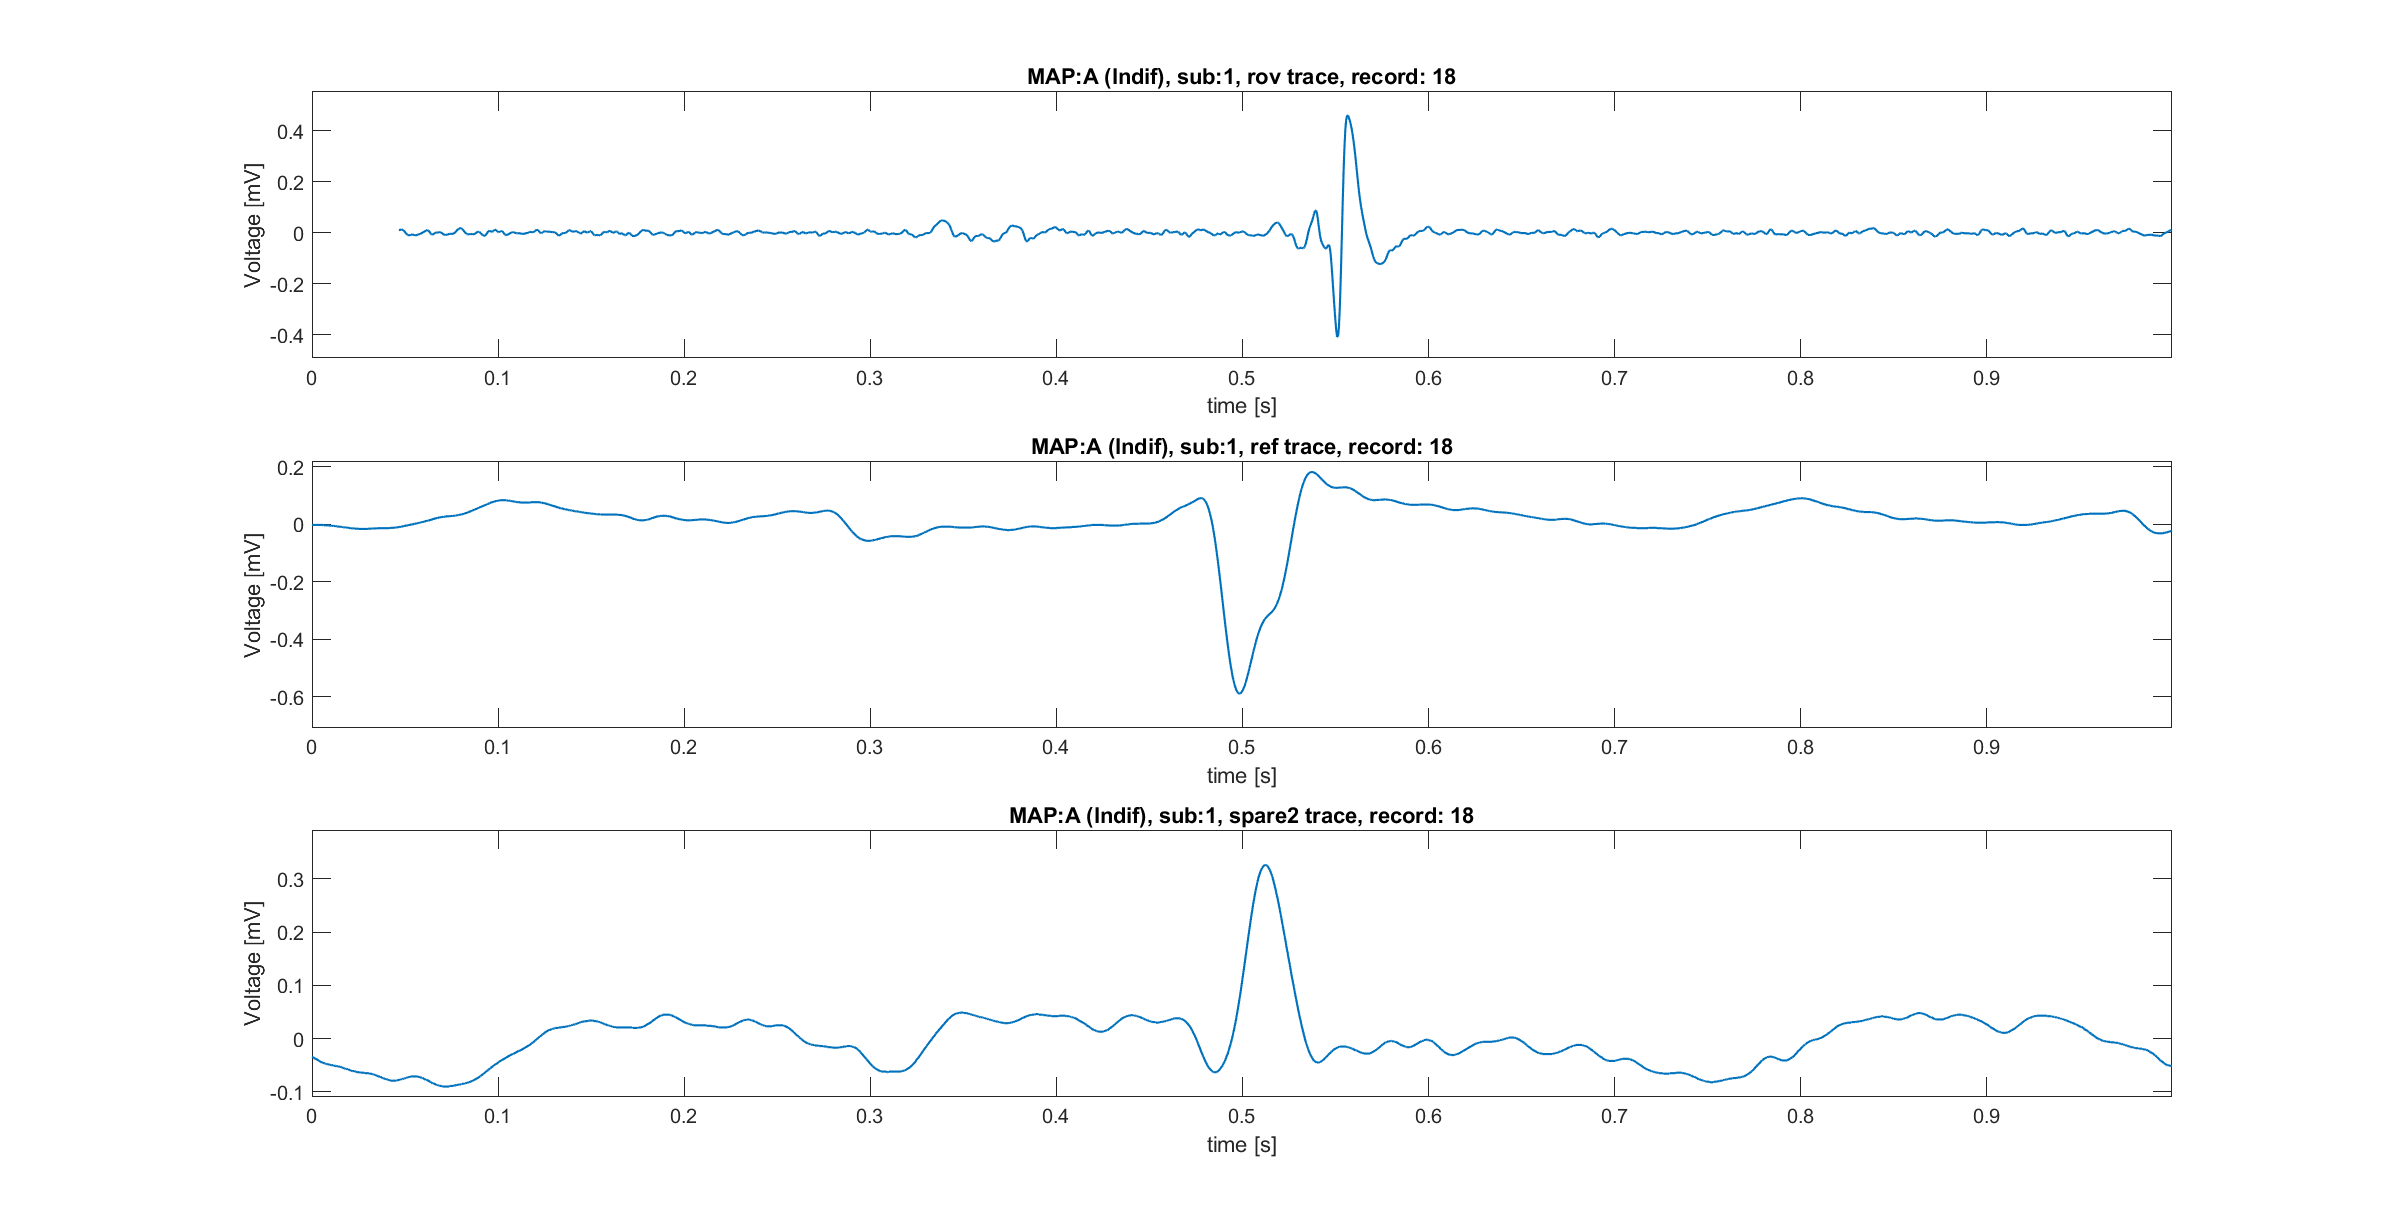 MAP:A (Indif), sub:1, rov trace, record: 18
Voltage [mV]
0.4
0.2
0
-0.2
-0.4
0 0.1 0.2 0.3 0.4 0.5 0.6 0.7 0.8 0.9
time [s]
MAP:A (Indif), sub:1, ref trace, record: 18
Voltage [mV]
0.2
0
-0.2
-0.4
-0.6
0 0.1 0.2 0.3 0.4 0.5 0.6 0.7 0.8 0.9
time [s]
MAP:A (Indif), sub:1, spare2 trace, record: 18
Voltage [mV]
0.3
0.2
0.1
0
-0.1
0 0.1 0.2 0.3 0.4 0.5 0.6 0.7 0.8 0.9
time [s]